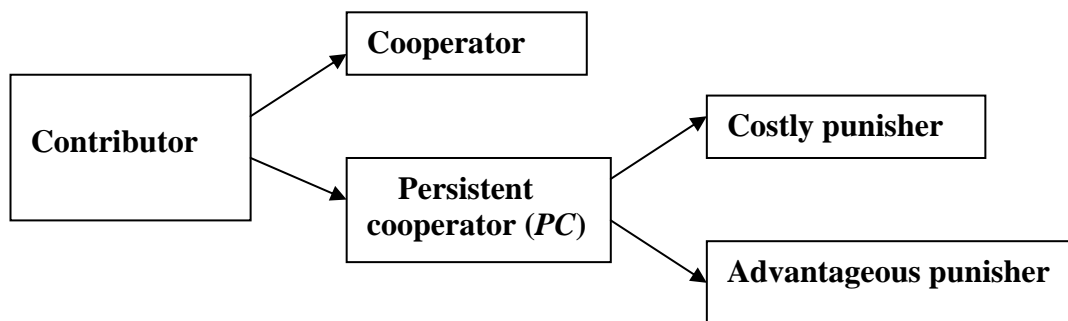 Contributor
Cooperator
Persistent
cooperator (PC)
Costly punisher
Advantageous punisher